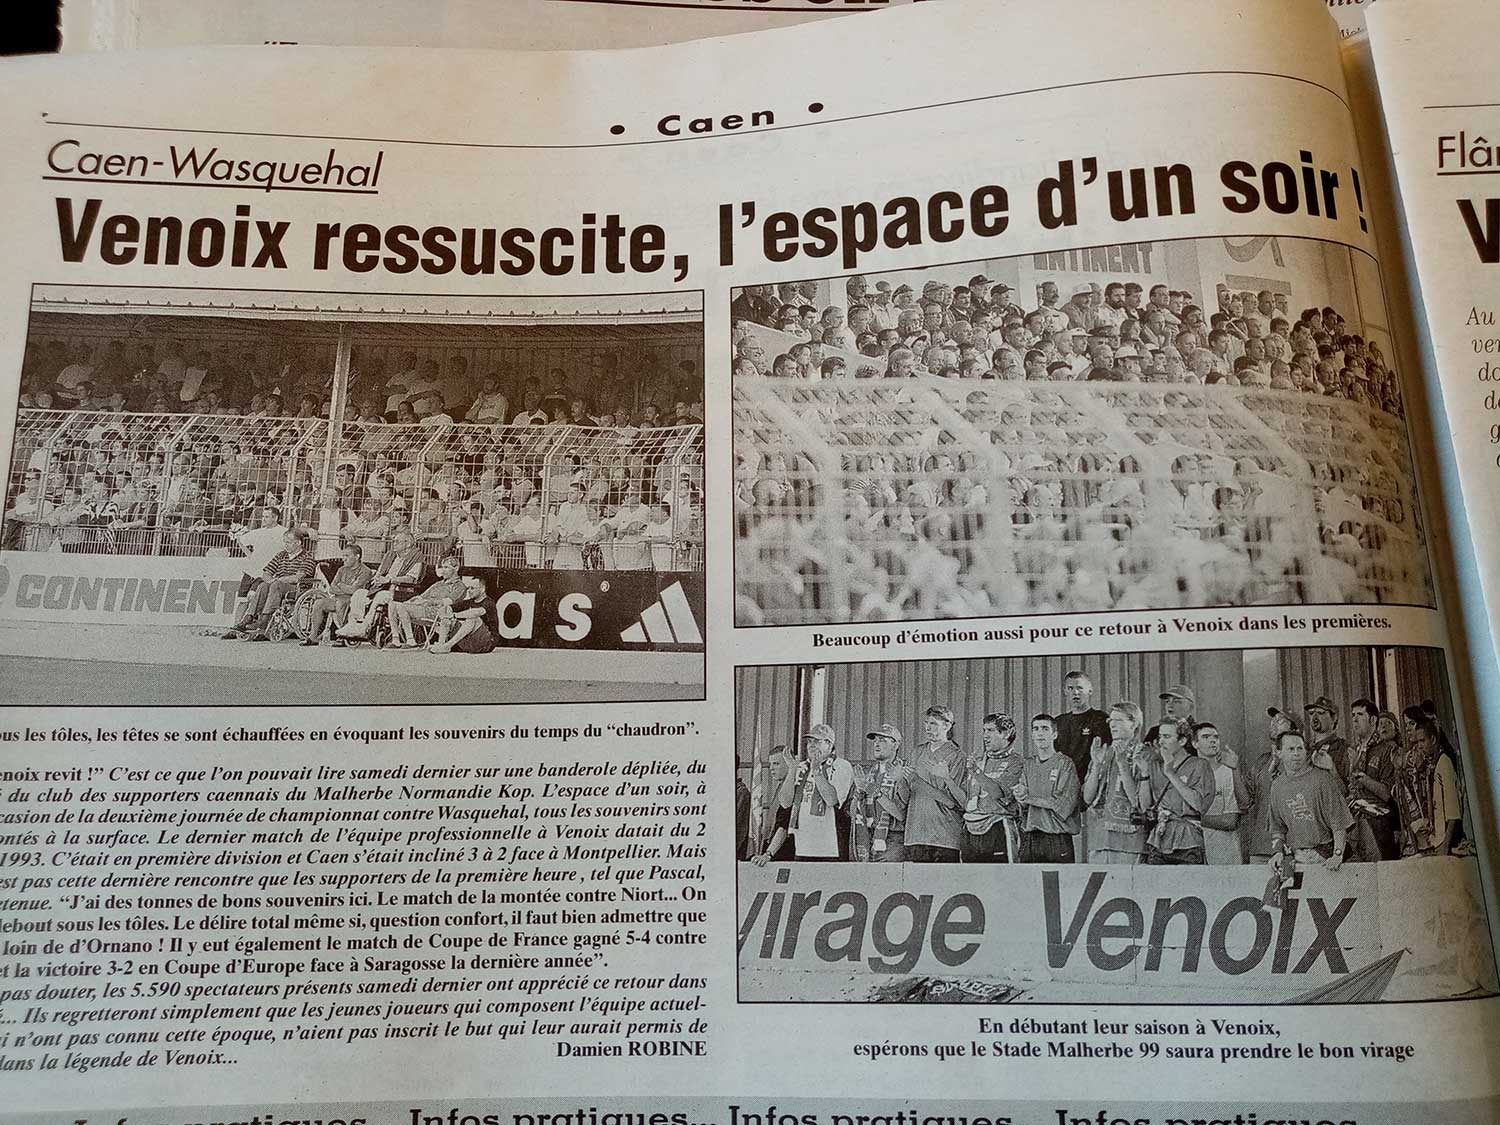 • Caen •
Caen-Wasquehal
Venoix ressuscite, l'espace d'un soir !
CONTINENT
as®
ONTINENT
Beaucoup d'émotion aussi pour ce retour à Venoix dans les premières.
virage Venoix
En débutant leur saison à Venoix,
espérons que le Stade Malherbe 99 saura prendre le bon virage
ous les tôles, les têtes se sont échauffées en évoquant les souvenirs du temps du “chaudron”.
enoix revit !” C'est ce que l'on pouvait lire samedi dernier sur une banderole dépliée, du
é du club des supporters caennais du Malherbe Normandie Kop. L'espace d'un soir, à
casion de la deuxième journée de championnat contre Wasquehal, tous les souvenirs sont
ontés à la surface. Le dernier match de l'équipe professionnelle à Venoix datait du 2
1993. C'était en première division et Caen s'était incliné 3 à 2 face à Montpellier. Mais
est pas cette dernière rencontre que les supporters de la première heure , tel que Pascal,
etenue. “J'ai des tonnes de bons souvenirs ici. Le match de la montée contre Niort... On
debout sous les tôles. Le délire total même si, question confort, il faut bien admettre que
loin de d'Ornano ! Il y eut également le match de Coupe de France gagné 5-4 contre
et la victoire 3-2 en Coupe d'Europe face à Saragosse la dernière année”.
pas douter, les 5.590 spectateurs présents samedi dernier ont apprécié ce retour dans
é... Ils regretteront simplement que les jeunes joueurs qui composent l'équipe actuel-
i n'ont pas connu cette époque, n'aient pas inscrit le but qui leur aurait permis de
dans la légende de Venoix...
Damien ROBINE
Infos pratiques... Infos pratiques... Infos pratiques... Infos pratiques...
Flân
V
Au
ver
do
de
g